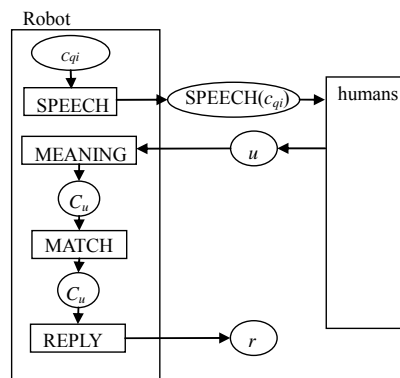 Robot
C_qi
SPEECH
SPEECH(c_qi)
humans
MEANING
u
C_u
MATCH
C_u
REPLY
r